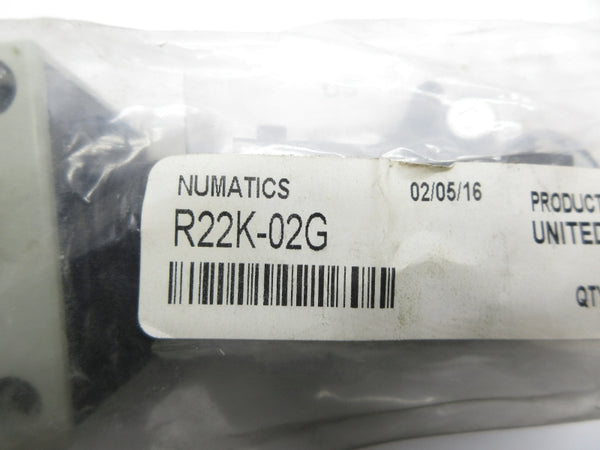 NUMATICS 02/05/16
R22K-02G
PRODUCT
UNITED
QTY